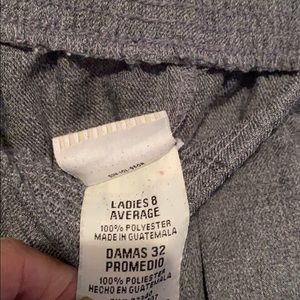 LADIES 8
AVERAGE
100% POLYESTER
MADE IN GUATEMALA
DAMAS 32
PROMEDIO
100% POLIESTER
HECHO EN GUATEMALA